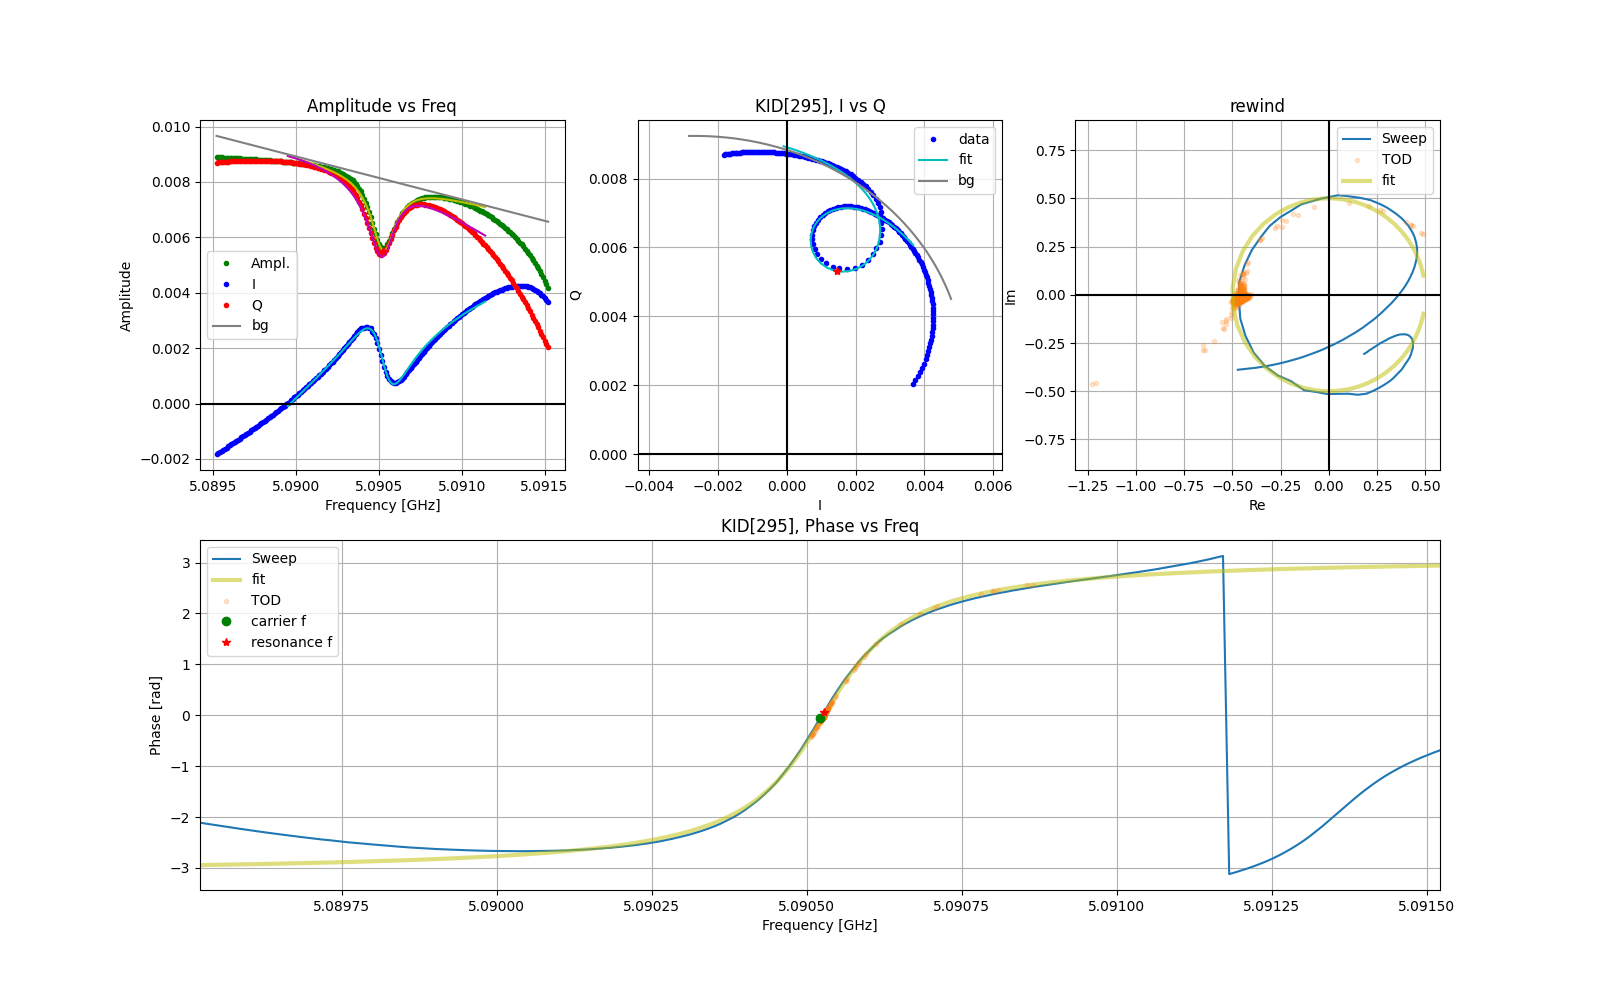 Amplitude vs Freq
0.010
0.008
0.006
0.004
0.002
0.000
−0.002
Amplitude
Ampl.
I
Q
bg
5.0895 5.0900 5.0905 5.0910 5.0915
Frequency [GHz]
KID[295], I vs Q
0.008
0.006
0.004
0.002
0.000
Q
data
fit
bg
−0.004 −0.002 0.000 0.002 0.004 0.006
I
rewind
0.75
0.50
0.25
0.00
−0.25
−0.50
−0.75
Im
Sweep
TOD
fit
−1.25 −1.00 −0.75 −0.50 −0.25 0.00 0.25 0.50
Re
KID[295], Phase vs Freq
3
2
1
0
−1
−2
−3
Phase [rad]
Sweep
fit
TOD
carrier f
resonance f
5.08975 5.09000 5.09025 5.09050 5.09075 5.09100 5.09125 5.09150
Frequency [GHz]